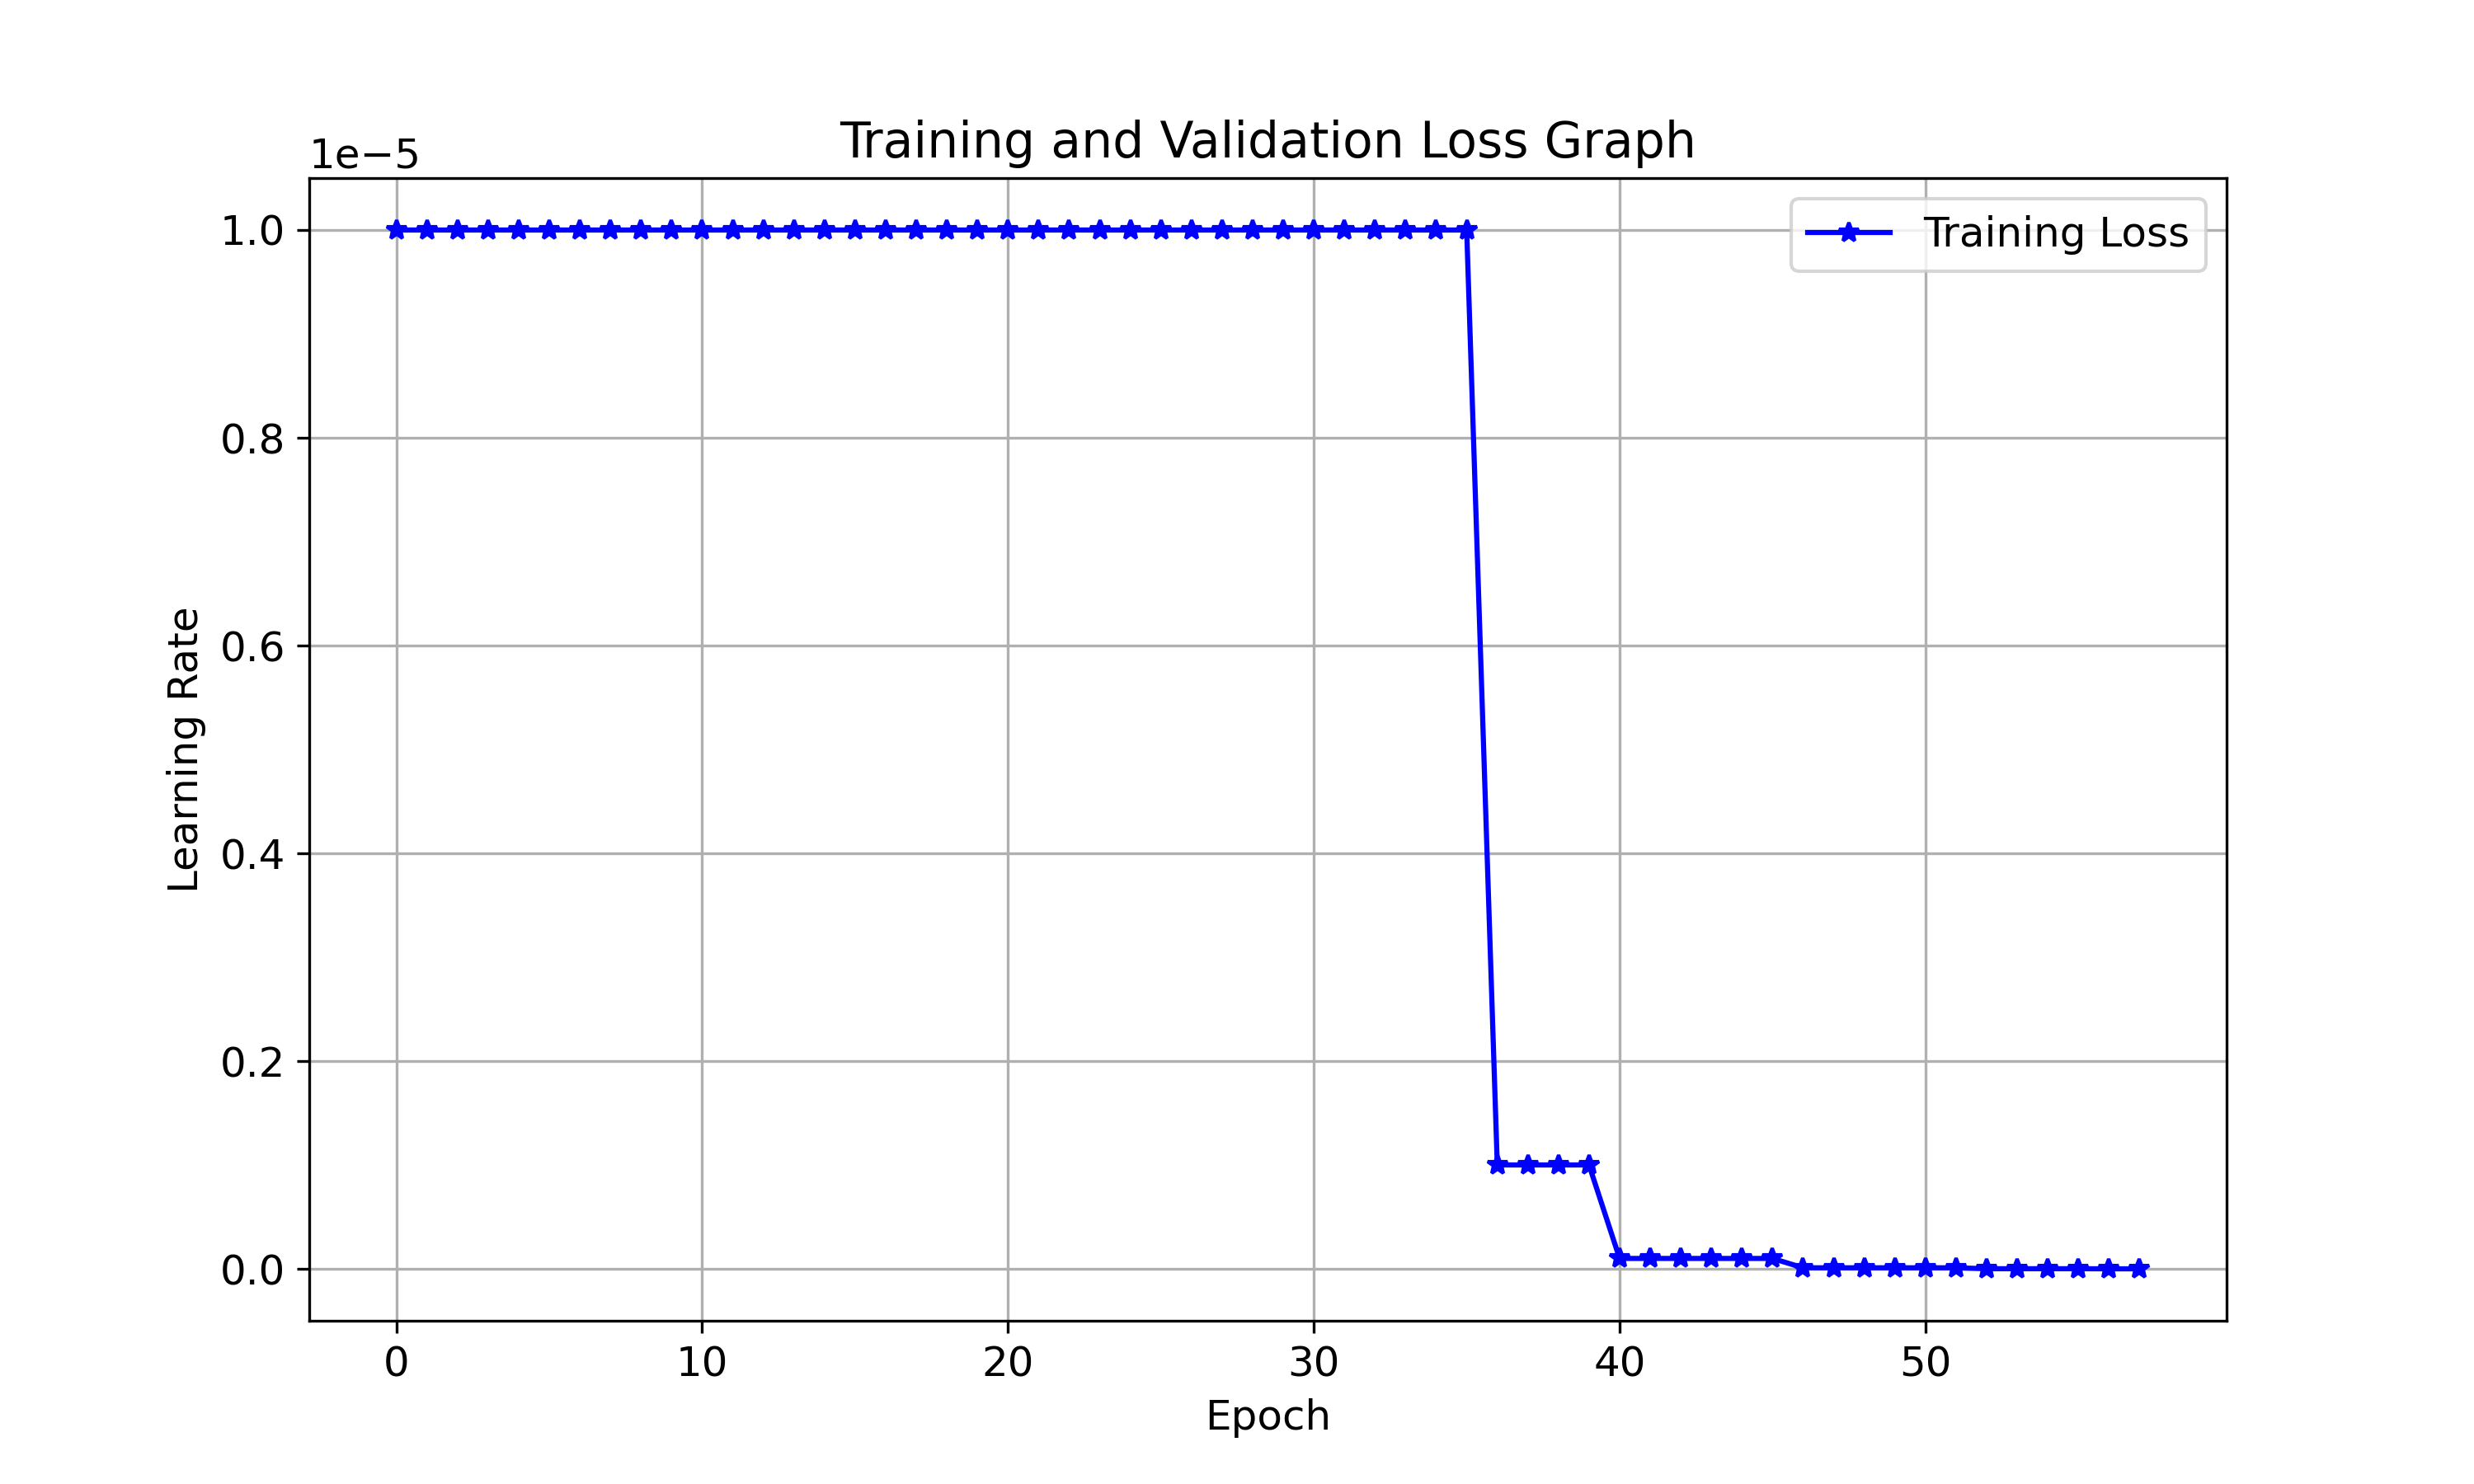 Training and Validation Loss Graph
1e−5
Training Loss
1.0
0.8
0.6
0.4
0.2
0.0
Learning Rate
0 10 20 30 40 50
Epoch